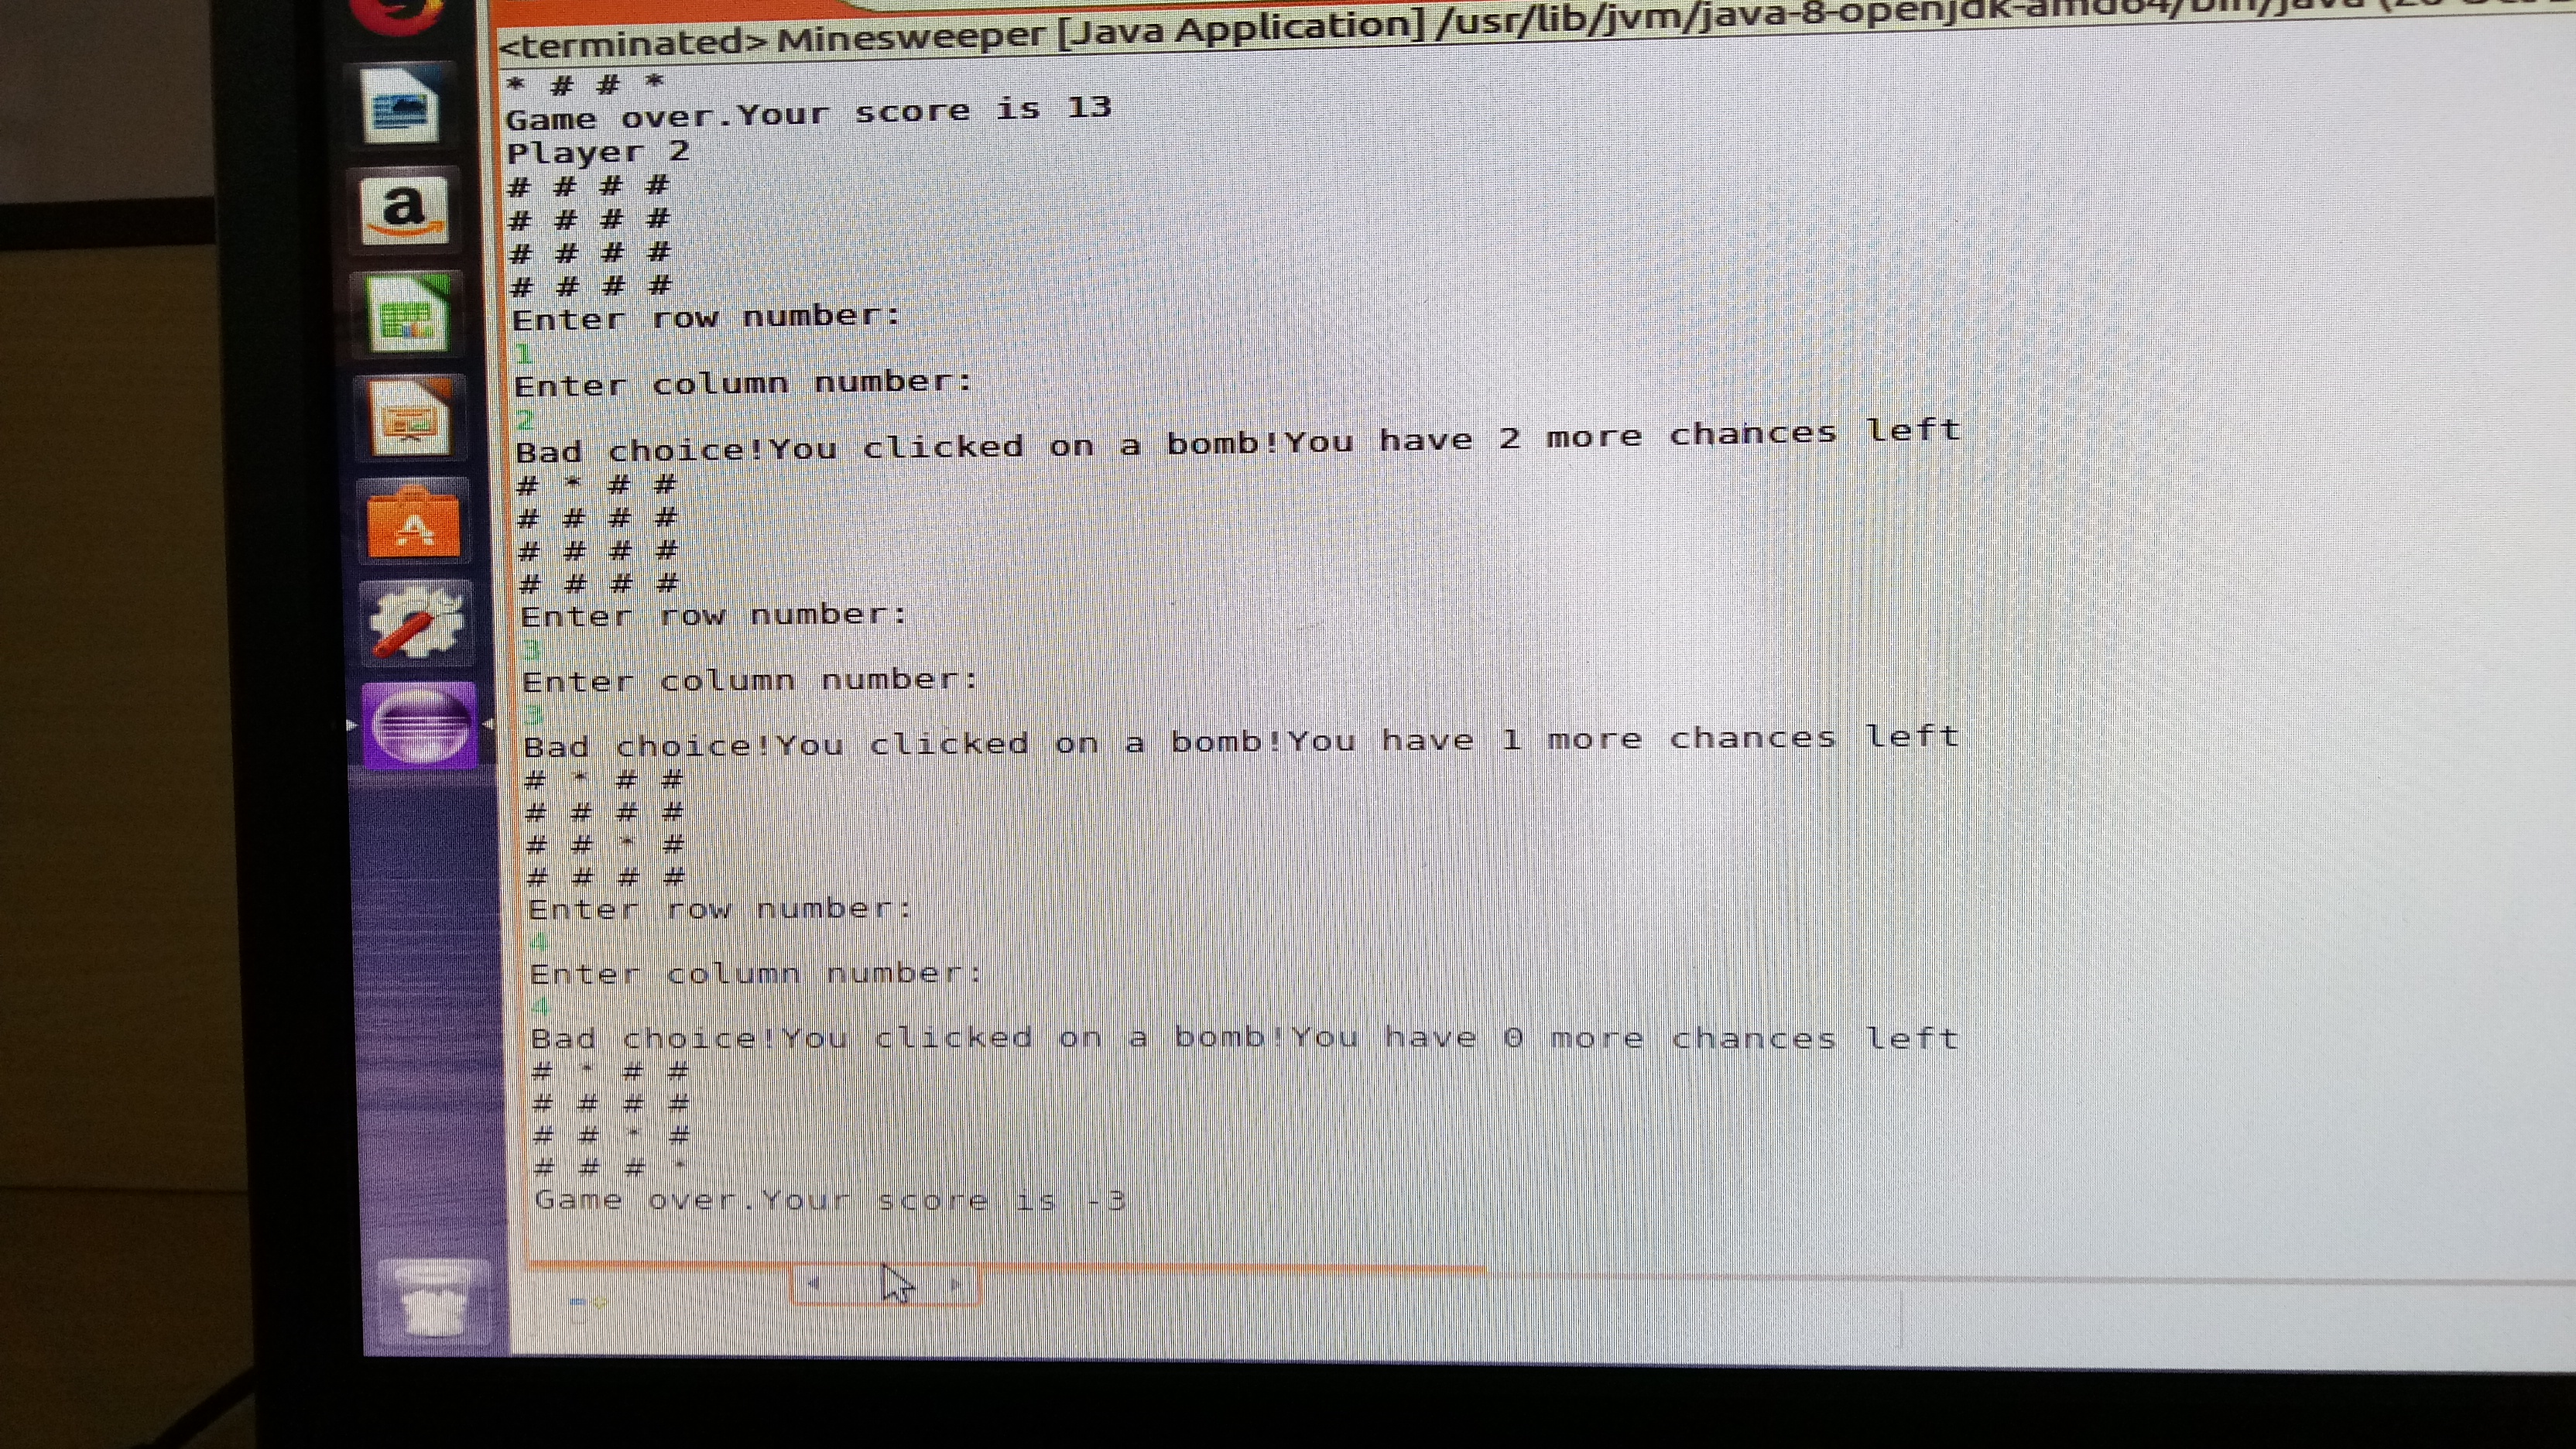 <terminated> Minesweeper [Java Application] /usr/lib/jvm/java-8-openjdk-amd64/bin/java
* # # *
Game over.Your score is 13
Player 2
# # # #
# # # #
# # # #
# # # #
Enter row number:
1
Enter column number:
2
Bad choice!You clicked on a bomb!You have 2 more chances left
# * # #
# # # #
# # # #
# # # #
Enter row number:
3
Enter column number:
3
Bad choice!You clicked on a bomb!You have 1 more chances left
# * # #
# # # #
# # * #
# # # #
Enter row number:
4
Enter column number:
4
Bad choice!You clicked on a bomb!You have 0 more chances left
# * # #
# # # #
# # * #
# # # *
Game over.Your score is -3
a
A